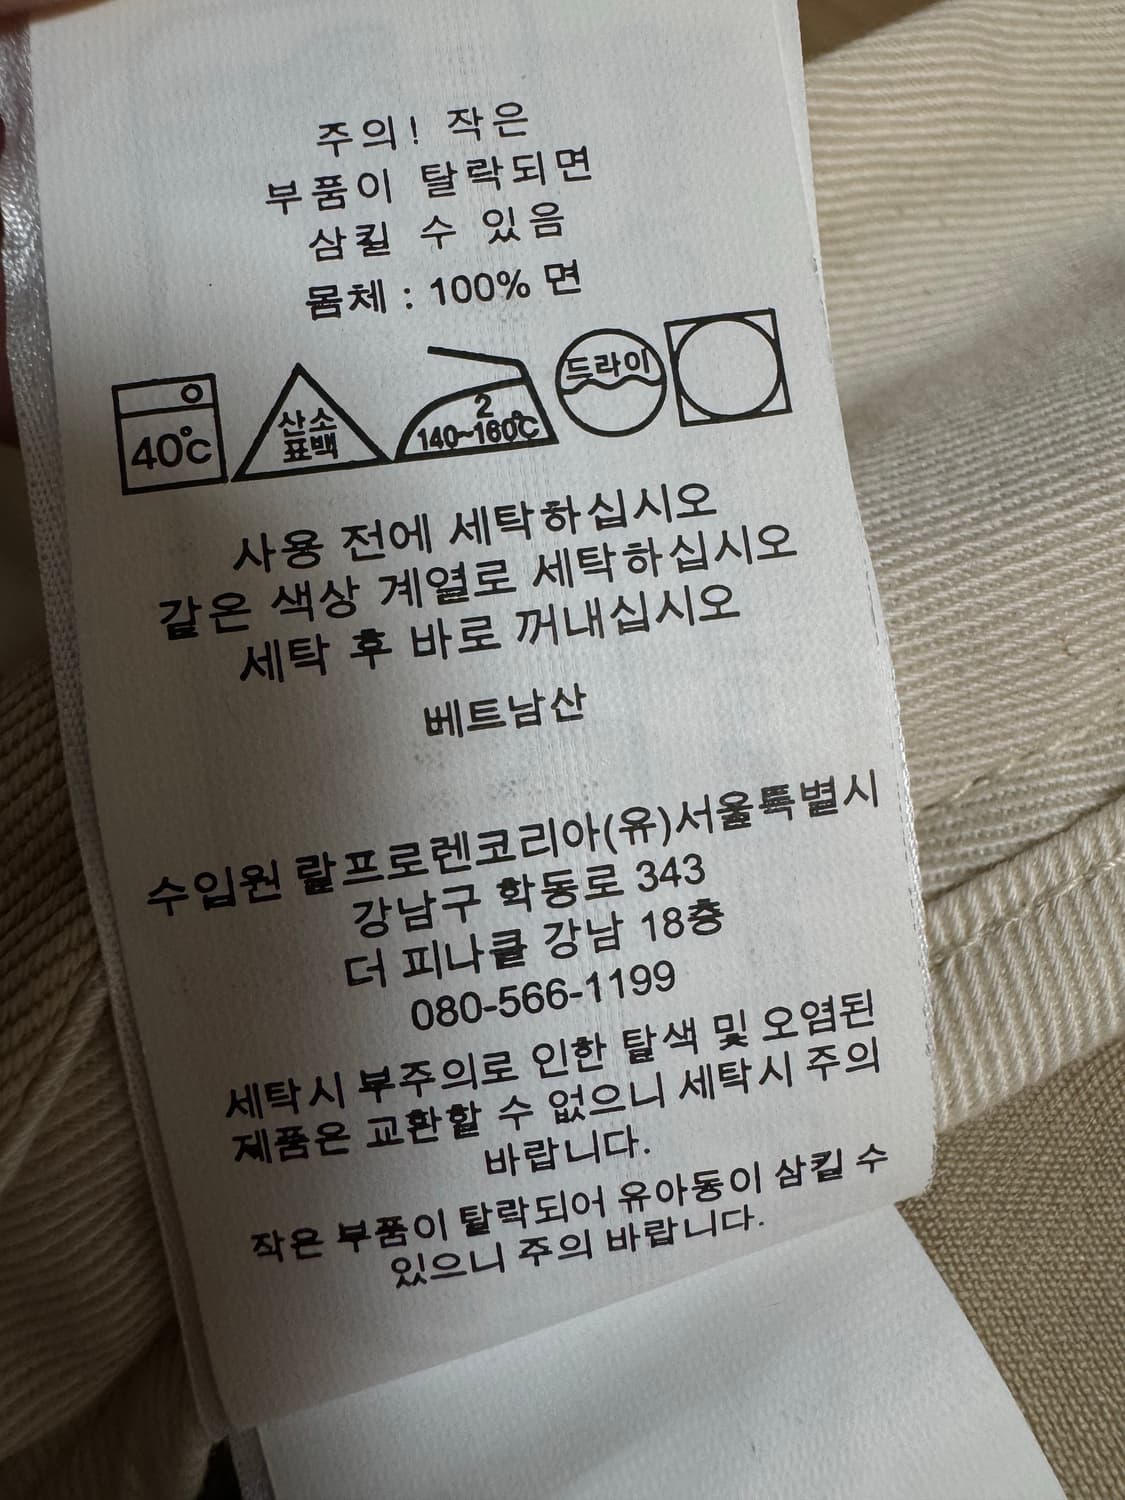 주의! 작은
부품이 탈락되면
삼킬 수 있음
몸체 : 100% 면
40℃
산소
표백
2
140~160℃
드라이
사용 전에 세탁하십시오
같은 색상 계열로 세탁하십시오
세탁 후 바로 꺼내십시오
베트남산
수입원 랄프로렌코리아(유)서울특별시
강남구 학동로 343
더 피나클 강남 18층
080-566-1199
세탁시 부주의로 인한 탈색 및 오염된
제품은 교환할 수 없으니 세탁시 주의
바랍니다.
작은 부품이 탈락되어 유아동이 삼킬 수
있으니 주의 바랍니다.